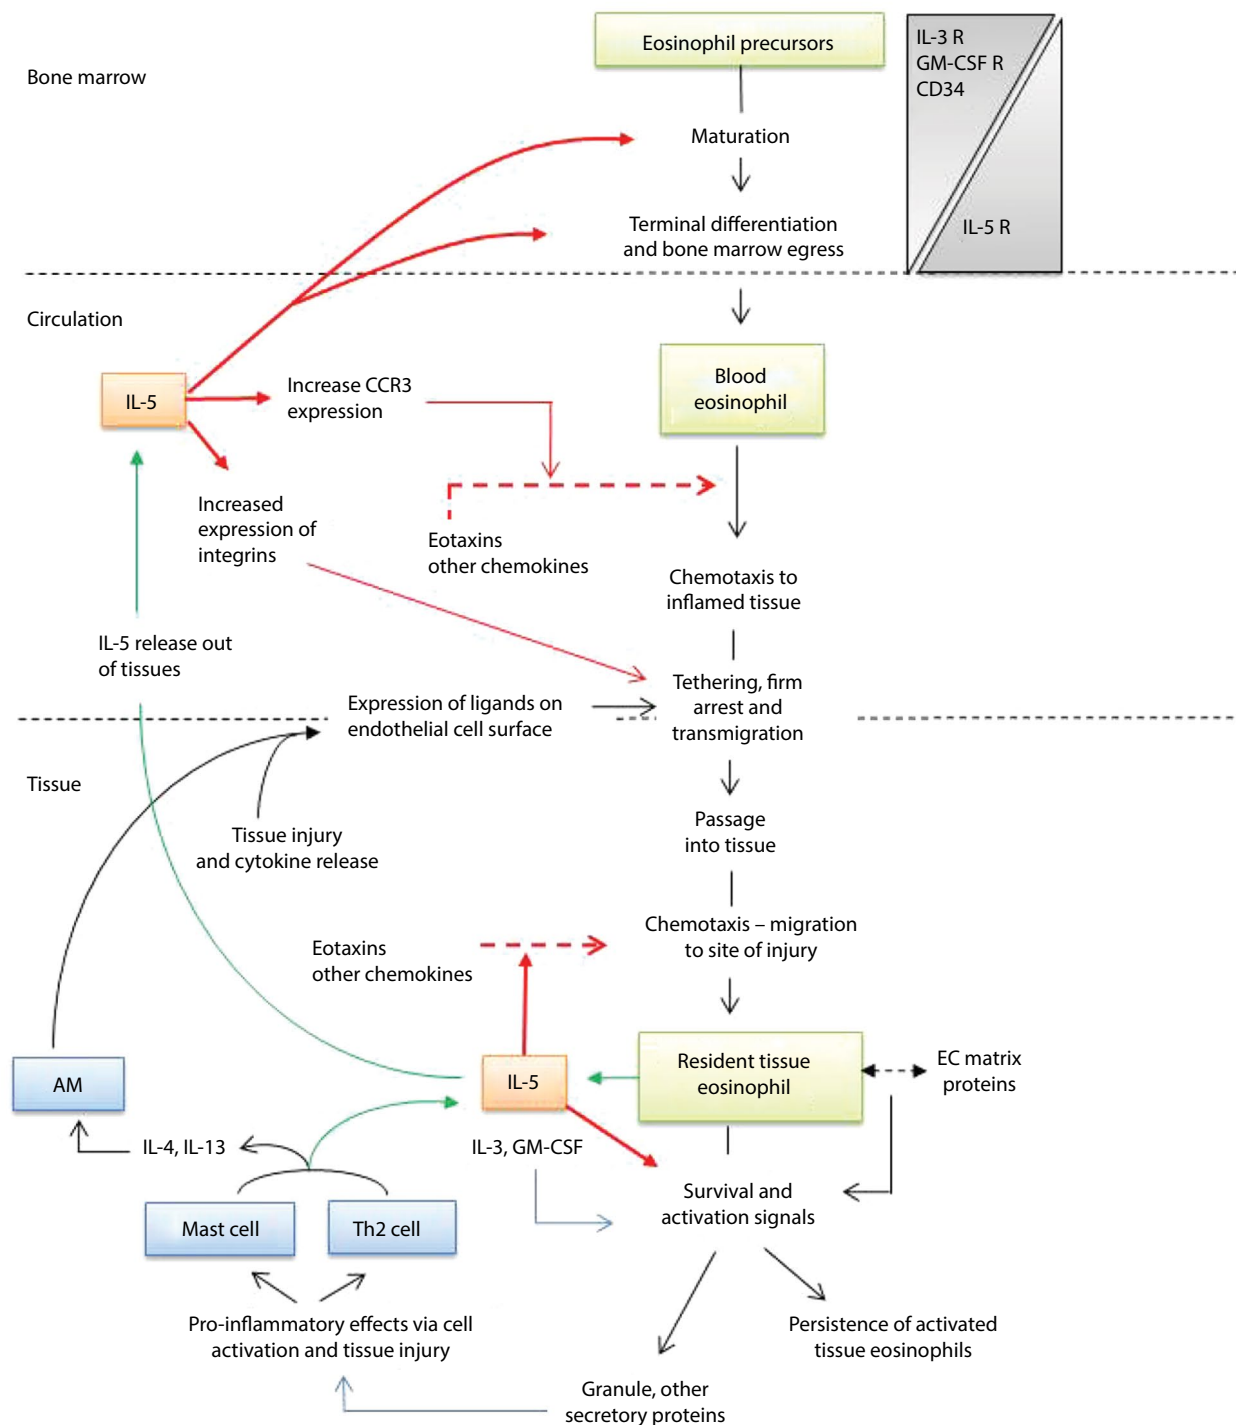 Eosinophil precursors
IL-3 R
GM-CSF R
CD34
Bone marrow
Maturation
Terminal differentiation
and bone marrow egress
IL-5 R
Circulation
IL-5
Increase CCR3
expression
Blood
eosinophil
Increased
expression of
integrins
Eotaxins
other chemokines
Chemotaxis to
inflamed tissue
IL-5 release out
of tissues
Expression of ligands on
endothelial cell surface
Tethering, firm
arrest and
transmigration
Tissue
Tissue injury
and cytokine release
Passage
into tissue
Eotaxins
other chemokines
Chemotaxis – migration
to site of injury
AM
IL-5
Resident tissue
eosinophil
EC matrix
proteins
IL-4, IL-13
IL-3, GM-CSF
Mast cell
Th2 cell
Survival and
activation signals
Pro-inflammatory effects via cell
activation and tissue injury
Persistence of activated
tissue eosinophils
Granule, other
secretory proteins